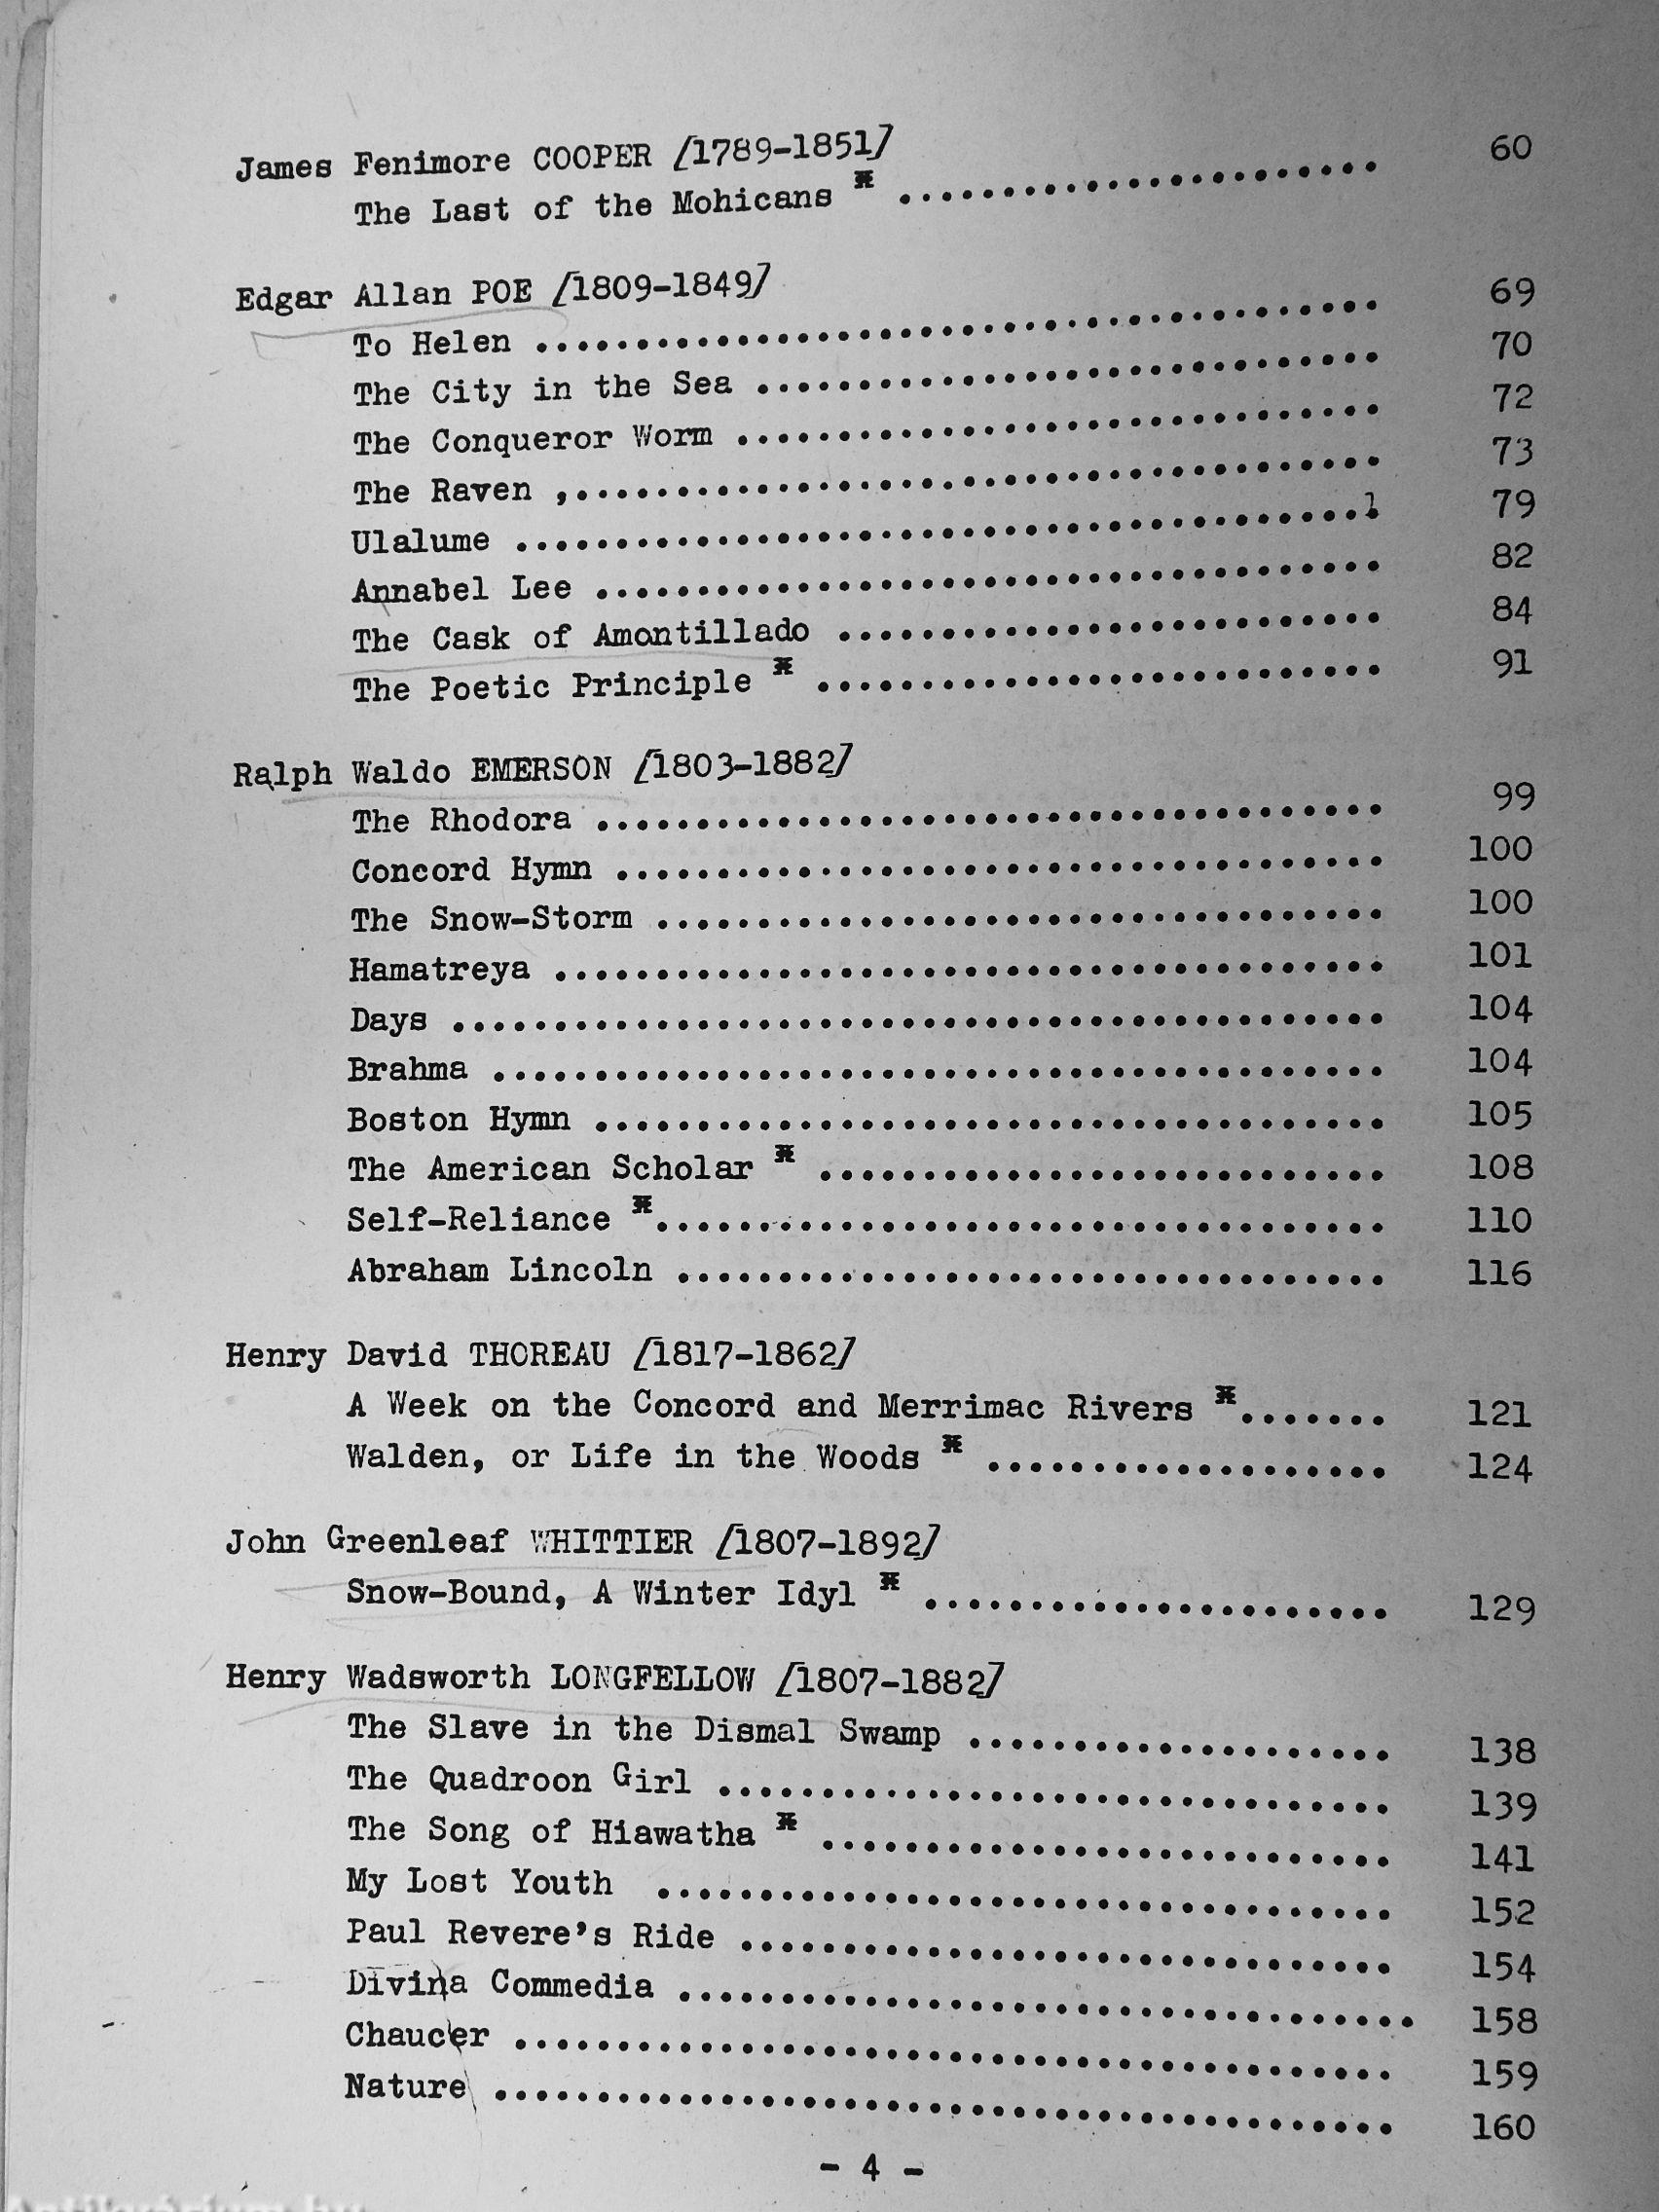 James Fenimore COOPER [1789-1851]
The Last of the Mohicans ж ...................... 60
Edgar Allan POE [1809-1849]
To Helen ........................................ 69
The City in the Sea ............................. 70
The Conqueror Worm .............................. 72
The Raven ,...................................... 73
Ulalume ......................................... 79
Annabel Lee ..................................... 82
The Cask of Amontillado ......................... 84
The Poetic Principle ж .......................... 91
Ralph Waldo EMERSON [1803-1882]
The Rhodora ..................................... 99
Concord Hymn .................................... 100
The Snow-Storm .................................. 100
Hamatreya ....................................... 101
Days ............................................ 104
Brahma .......................................... 104
Boston Hymn ..................................... 105
The American Scholar ж .......................... 108
Self-Reliance ж.................................. 110
Abraham Lincoln ................................. 116
Henry David THOREAU [1817-1862]
A Week on the Concord and Merrimac Rivers ж....... 121
Walden, or Life in the Woods ж ................... 124
John Greenleaf WHITTIER [1807-1892]
Snow-Bound, A Winter Idyl ж ...................... 129
Henry Wadsworth LONGFELLOW [1807-1882]
The Slave in the Dismal Swamp .................... 138
The Quadroon Girl ................................ 139
The Song of Hiawatha ж ........................... 141
My Lost Youth .................................... 152
Paul Revere's Ride ............................... 154
Divina Commedia .................................. 158
Chaucer .......................................... 159
Nature ........................................... 160
- 4 -